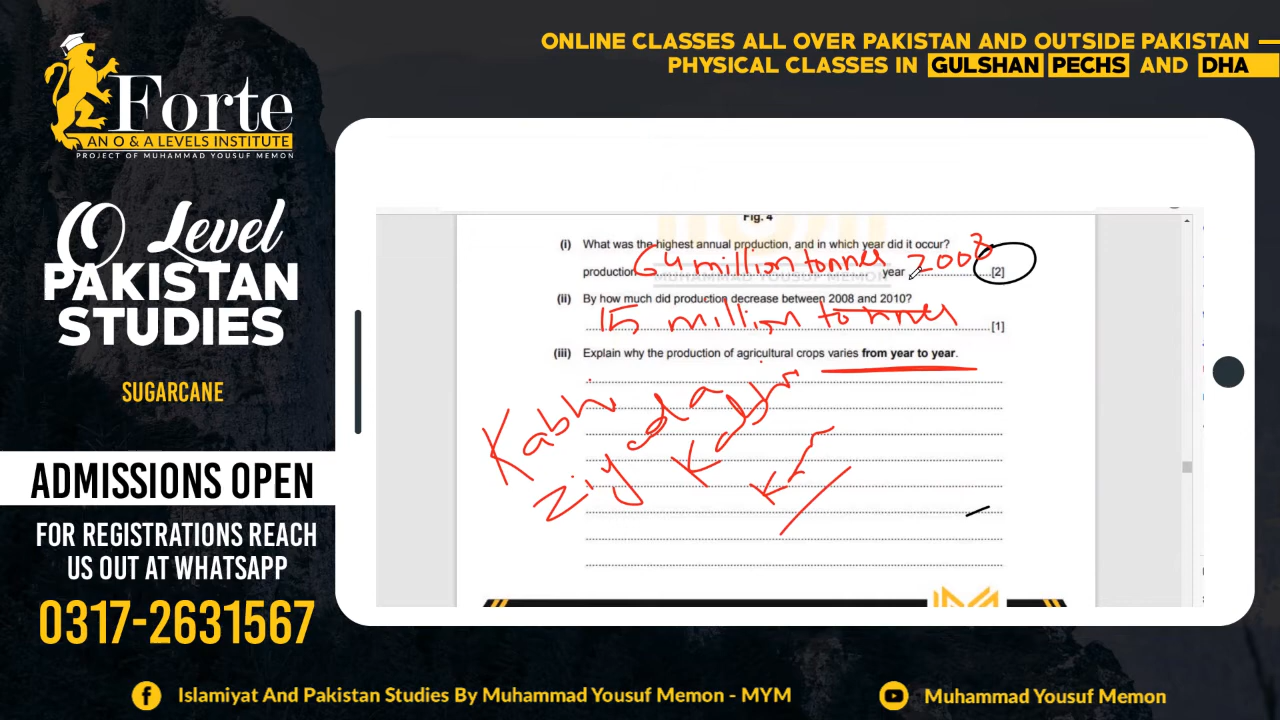 ONLINE CLASSES ALL OVER PAKISTAN AND OUTSIDE PAKISTAN
PHYSICAL CLASSES IN GULSHAN PECHS AND DHA
Forte
AN O & A LEVELS INSTITUTE
PROJECT OF MUHAMMAD YOUSUF MEMON
O Level
PAKISTAN
STUDIES
SUGARCANE
ADMISSIONS OPEN
FOR REGISTRATIONS REACH
US OUT AT WHATSAPP
0317-2631567
Fig. 4
(i) What was the highest annual production, and in which year did it occur?
production 64 million tonnes year 2008 [2]
MUHAMMAD YOUSUF MEMON
(ii) By how much did production decrease between 2008 and 2010?
15 million tonnes [1]
(iii) Explain why the production of agricultural crops varies from year to year.
Kabhi
Ziyada
Kabhi
Islamiyat And Pakistan Studies By Muhammad Yousuf Memon - MYM
Muhammad Yousuf Memon